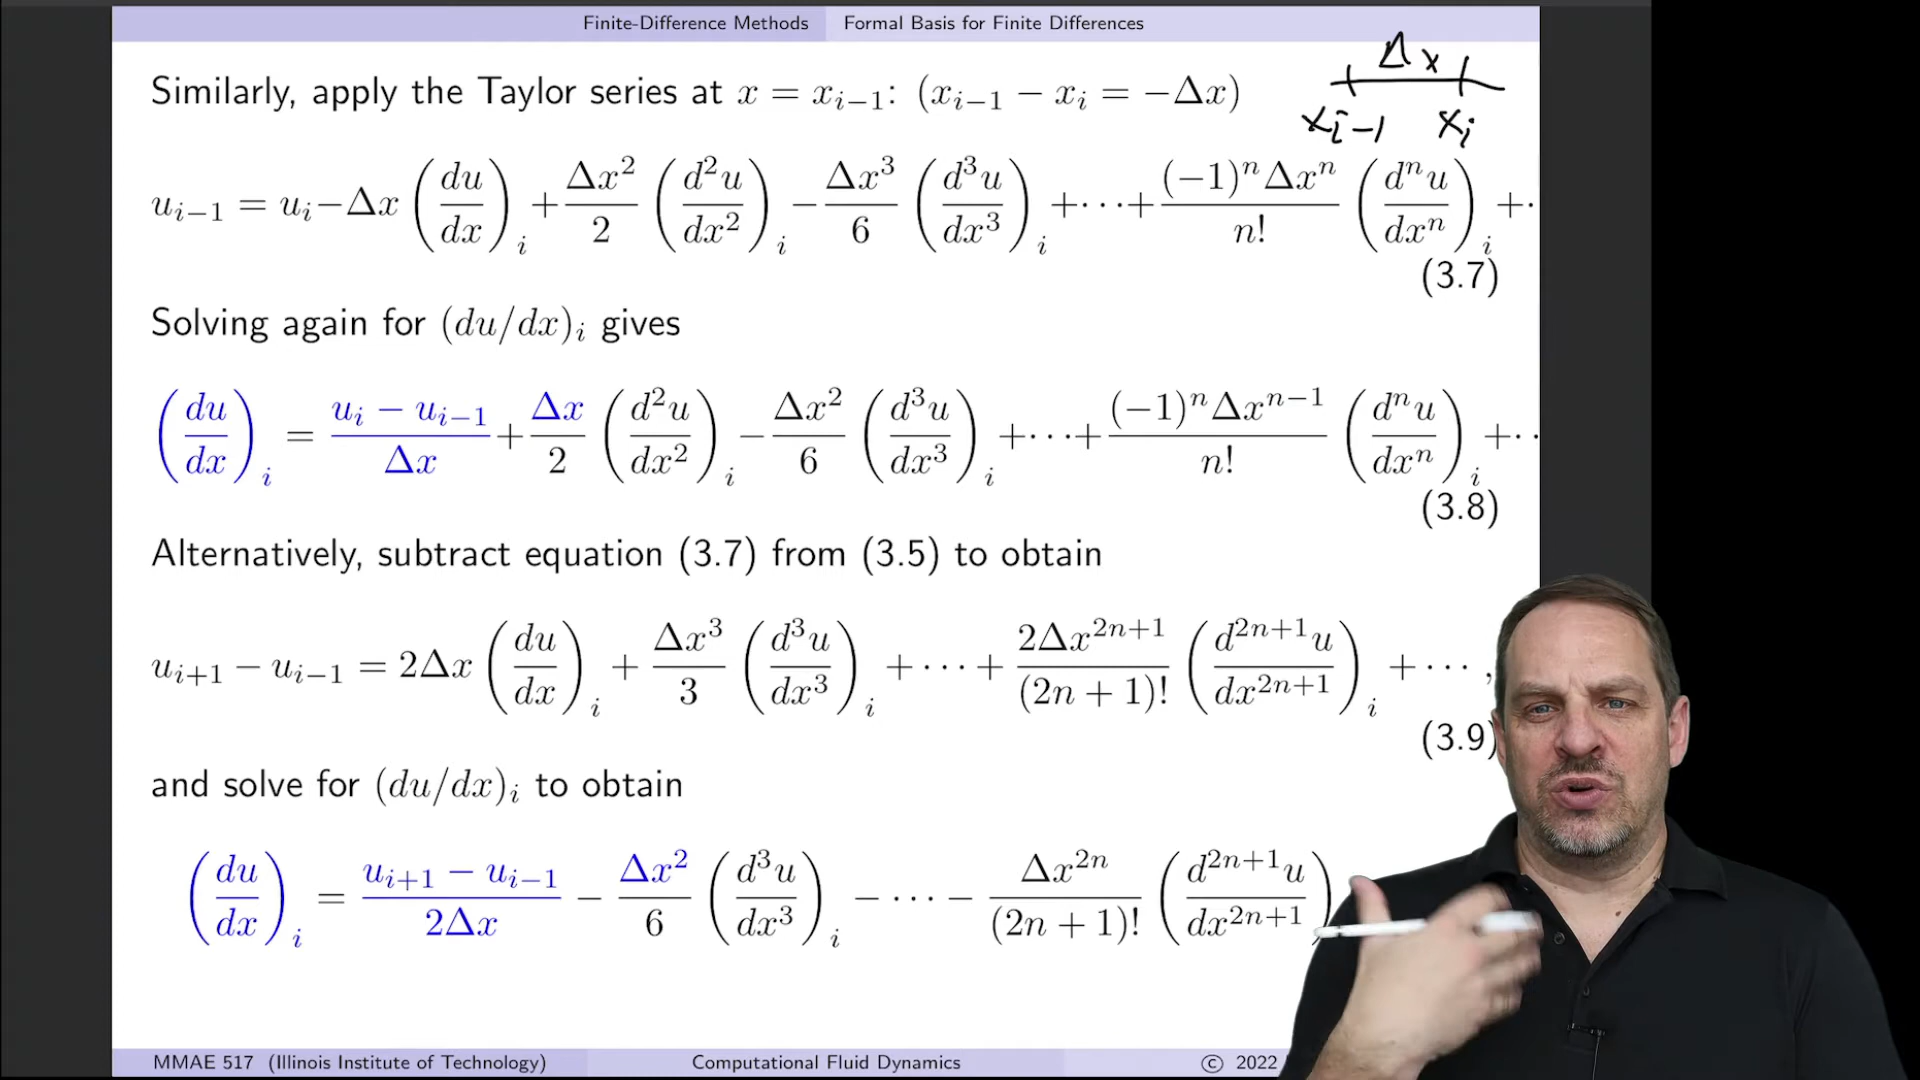 Finite-Difference Methods Formal Basis for Finite Differences
Δx
x_{i-1} x_i
Similarly, apply the Taylor series at x = x_{i-1}: (x_{i-1} − x_i = −Δx)
u_{i-1} = u_i − Δx (du/dx)_i + Δx²/2 (d²u/dx²)_i − Δx³/6 (d³u/dx³)_i + ··· + (−1)^n Δx^n/n! (d^n u/dx^n)_i + ·
(3.7)
Solving again for (du/dx)_i gives
(du/dx)_i = (u_i − u_{i-1})/Δx + Δx/2 (d²u/dx²)_i − Δx²/6 (d³u/dx³)_i + ··· + (−1)^n Δx^{n−1}/n! (d^n u/dx^n)_i + ··
(3.8)
Alternatively, subtract equation (3.7) from (3.5) to obtain
u_{i+1} − u_{i-1} = 2Δx (du/dx)_i + Δx³/3 (d³u/dx³)_i + ··· + 2Δx^{2n+1}/(2n + 1)! (d^{2n+1}u/dx^{2n+1})_i + ··· ,
(3.9)
and solve for (du/dx)_i to obtain
(du/dx)_i = (u_{i+1} − u_{i-1})/2Δx − Δx²/6 (d³u/dx³)_i − ··· − Δx^{2n}/(2n + 1)! (d^{2n+1}u/dx^{2n+1})
MMAE 517 (Illinois Institute of Technology) Computational Fluid Dynamics © 2022